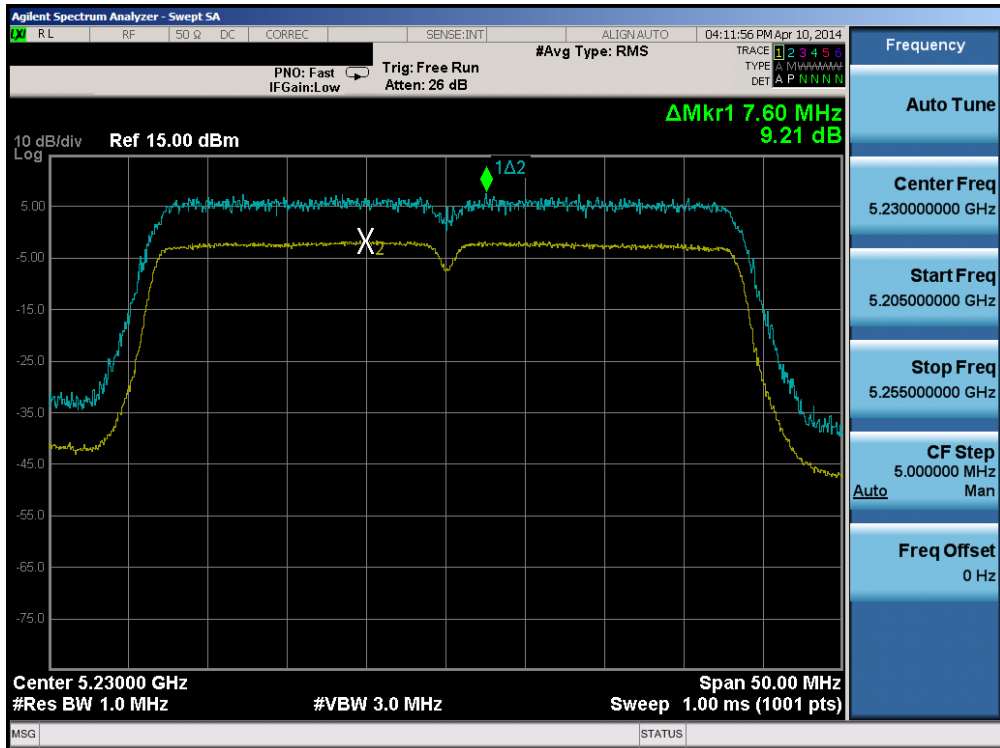 Agilent Spectrum Analyzer - Swept SA
LXI RL RF 50 Ω DC CORREC SENSE:INT ALIGN AUTO 04:11:56 PM Apr 10, 2014
#Avg Type: RMS
TRACE 1 2 3 4 5 6
TYPE A M
DET A P N N N N
PNO: Fast
IFGain:Low
Trig: Free Run
Atten: 26 dB
ΔMkr1 7.60 MHz
9.21 dB
10 dB/div Ref 15.00 dBm
Log
1Δ2
5.00
-5.00
X2
-15.0
-25.0
-35.0
-45.0
-55.0
-65.0
-75.0
Center 5.23000 GHz Span 50.00 MHz
#Res BW 1.0 MHz #VBW 3.0 MHz Sweep 1.00 ms (1001 pts)
MSG STATUS
Frequency
Auto Tune
Center Freq
5.230000000 GHz
Start Freq
5.205000000 GHz
Stop Freq
5.255000000 GHz
CF Step
5.000000 MHz
Auto Man
Freq Offset
0 Hz